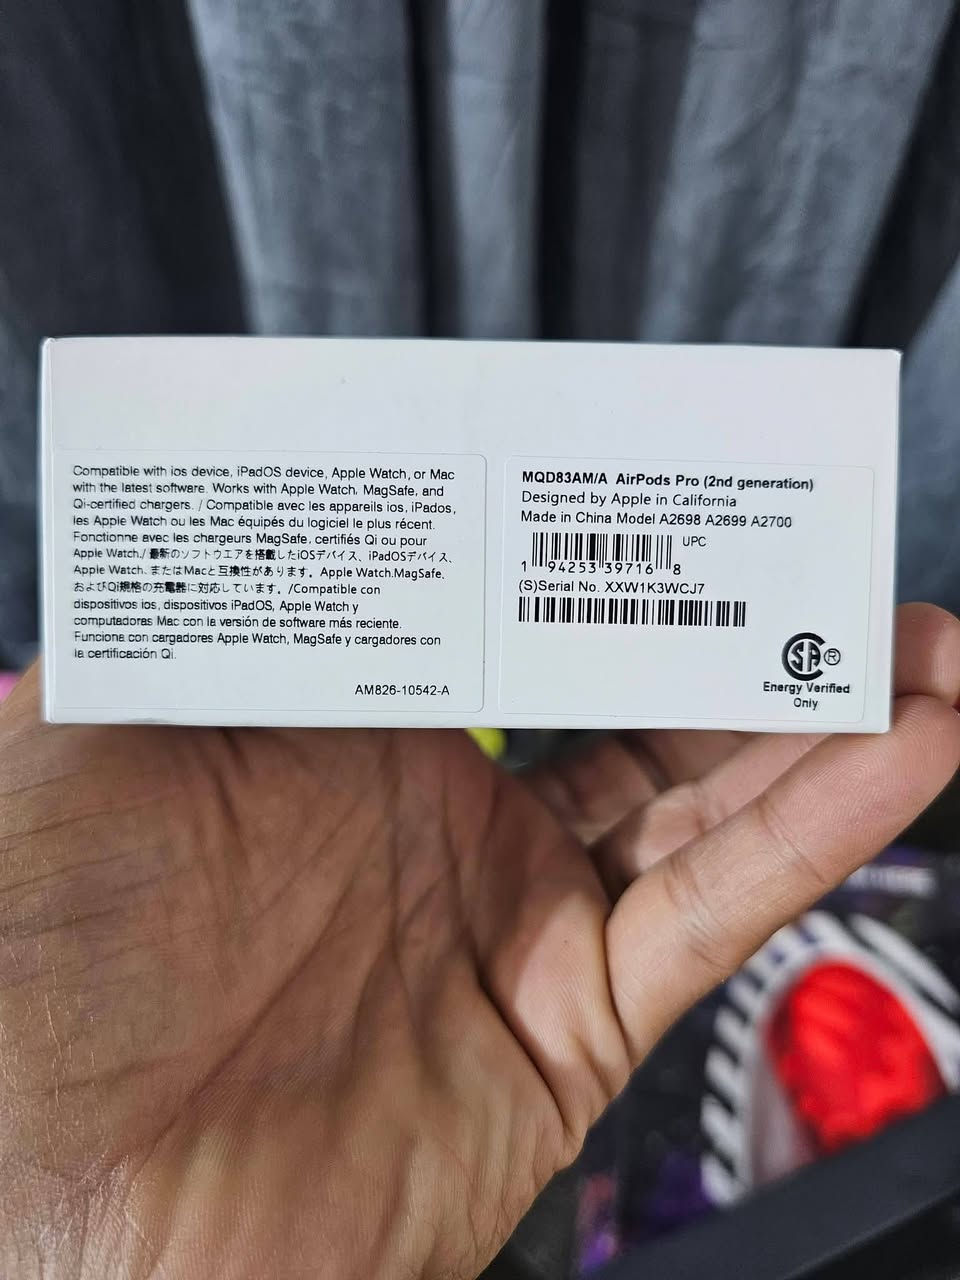 Compatible with ios device, iPadOS device, Apple Watch, or Mac
with the latest software. Works with Apple Watch, MagSafe, and
Qi-certified chargers. / Compatible avec les appareils ios, iPados,
les Apple Watch ou les Mac équipés du logiciel le plus récent.
Fonctionne avec les chargeurs MagSafe, certifiés Qi ou pour
Apple Watch./ 最新のソフトウエアを搭載したiOSデバイス、iPadOSデバイス、
Apple Watch、またはMacと互換性があります。Apple Watch.MagSafe、
およびQi規格の充電器に対応しています。/Compatible con
dispositivos ios, dispositivos iPadOS, Apple Watch y
computadoras Mac con la versión de software más reciente.
Funciona con cargadores Apple Watch, MagSafe y cargadores con
la certificación Qi.
AM826-10542-A
MQD83AM/A AirPods Pro (2nd generation)
Designed by Apple in California
Made in China Model A2698 A2699 A2700
UPC
1 94253 39716 8
(S)Serial No. XXW1K3WCJ7
SA ®
Energy Verified
Only